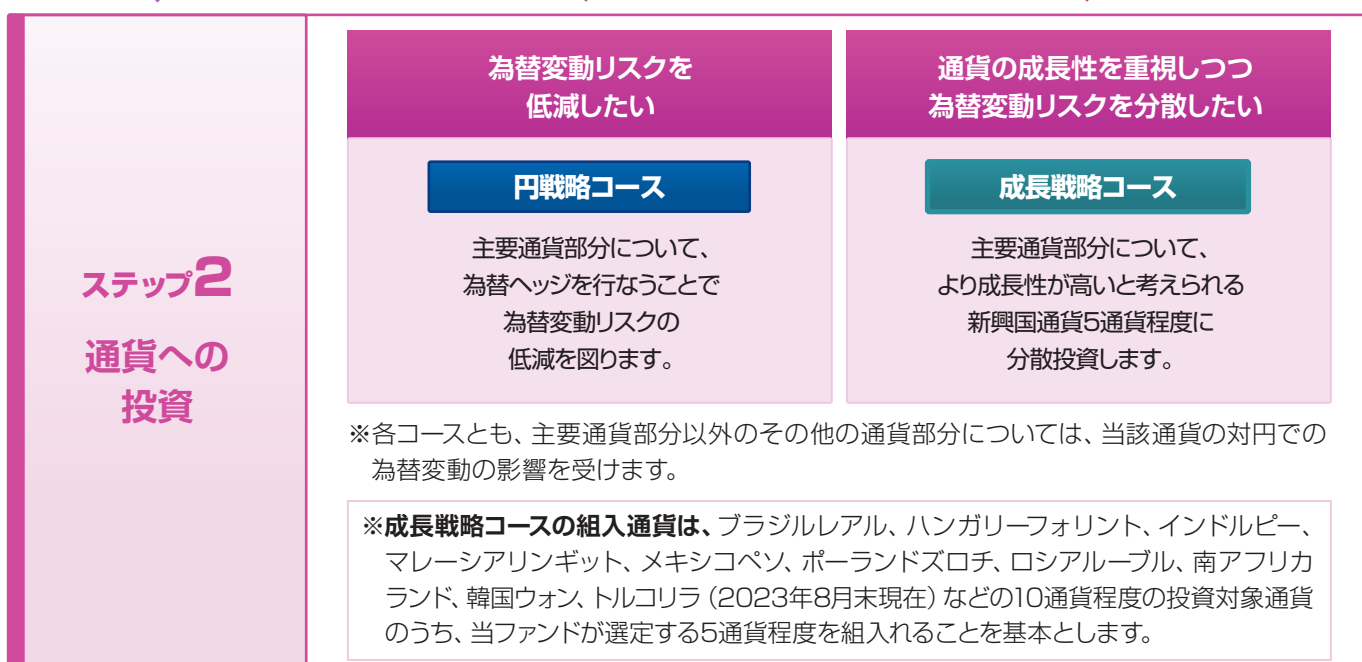 ステップ2
通貨への
投資
為替変動リスクを
低減したい
円戦略コース
主要通貨部分について、
為替ヘッジを行なうことで
為替変動リスクの
低減を図ります。
通貨の成長性を重視しつつ
為替変動リスクを分散したい
成長戦略コース
主要通貨部分について、
より成長性が高いと考えられる
新興国通貨5通貨程度に
分散投資します。
※各コースとも、主要通貨部分以外のその他の通貨部分については、当該通貨の対円での
為替変動の影響を受けます。
※成長戦略コースの組入通貨は、ブラジルレアル、ハンガリーフォリント、インドルピー、
マレーシアリンギット、メキシコペソ、ポーランドズロチ、ロシアルーブル、南アフリカ
ランド、韓国ウォン、トルコリラ（2023年8月末現在）などの10通貨程度の投資対象通貨
のうち、当ファンドが選定する5通貨程度を組入れることを基本とします。